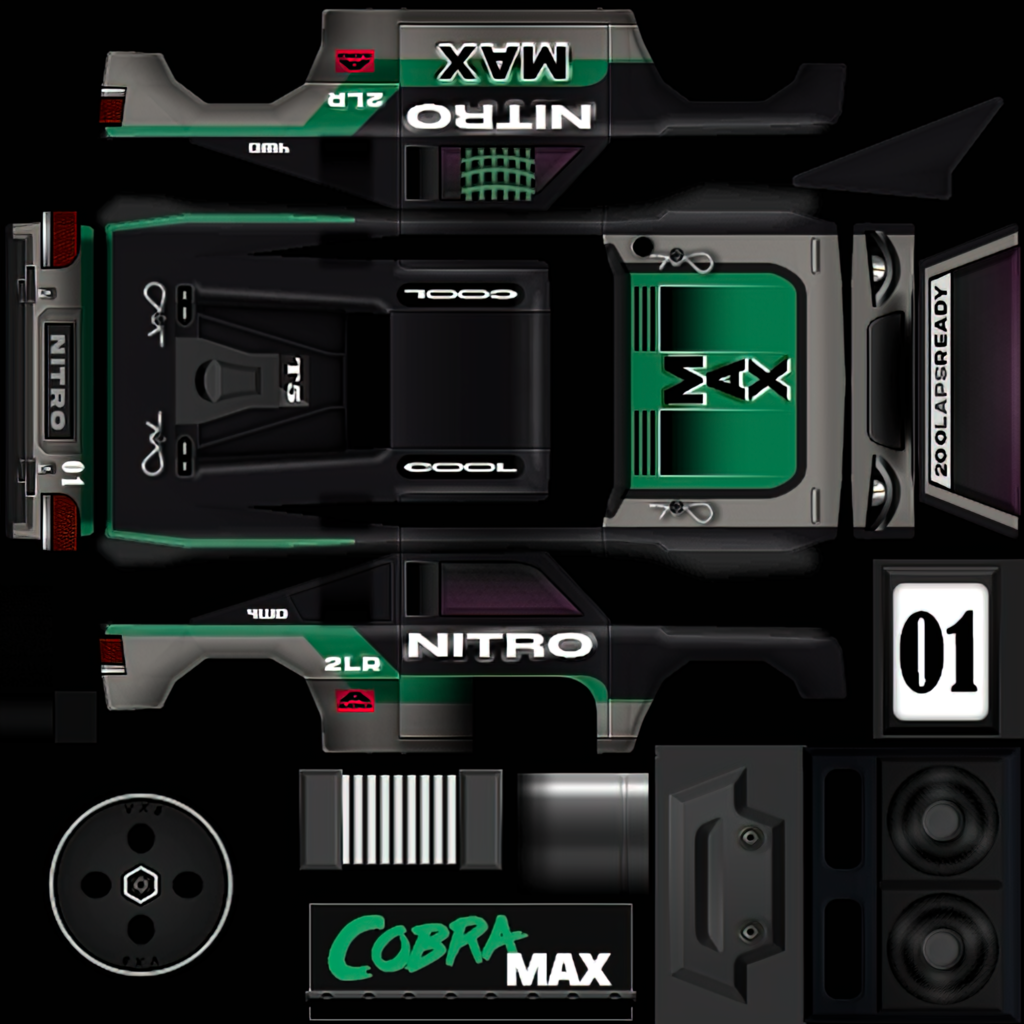 MAX
2LR
NITRO
4WD
COOL
NITRO
T5
MAX
200LAPSREADY
01
COOL
4WD
NITRO
2LR
01
COBRA
MAX